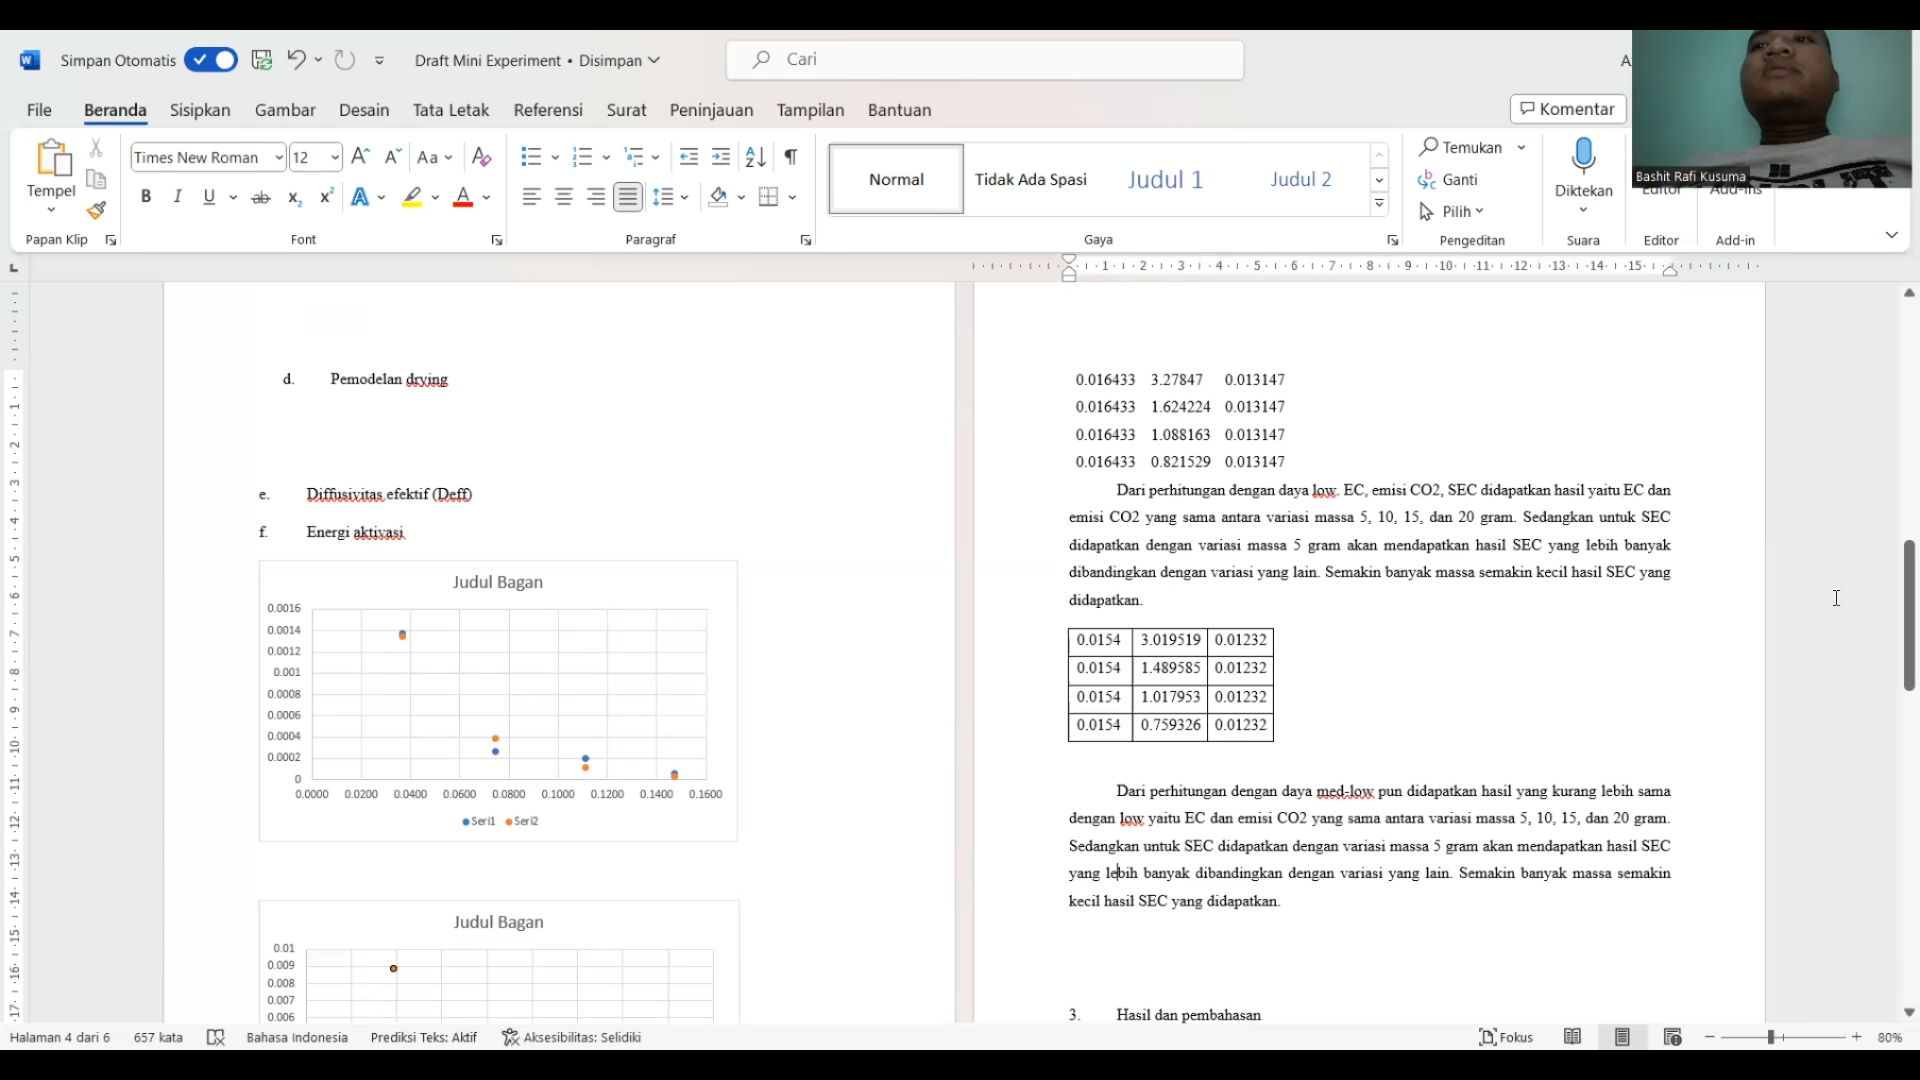 Simpan Otomatis
Draft Mini Experiment • Disimpan
Cari
File Beranda Sisipkan Gambar Desain Tata Letak Referensi Surat Peninjauan Tampilan Bantuan
Komentar
Tempel
Times New Roman 12
Aa
Normal
Tidak Ada Spasi
Judul 1
Judul 2
Temukan
Ganti
Pilih
Diktekan
Editor
Add-ins
Bashit Rafi Kusuma
Papan Klip Font Paragraf Gaya Pengeditan Suara Editor Add-in
d. Pemodelan drying
e. Diffusivitas efektif (Deff)
f. Energi aktivasi
Judul Bagan
0.0016
0.0014
0.0012
0.001
0.0008
0.0006
0.0004
0.0002
0
0.0000 0.0200 0.0400 0.0600 0.0800 0.1000 0.1200 0.1400 0.1600
Seri1 Seri2
Judul Bagan
0.01
0.009
0.008
0.007
0.006
0.016433 3.27847 0.013147
0.016433 1.624224 0.013147
0.016433 1.088163 0.013147
0.016433 0.821529 0.013147
Dari perhitungan dengan daya low. EC, emisi CO2, SEC didapatkan hasil yaitu EC dan
emisi CO2 yang sama antara variasi massa 5, 10, 15, dan 20 gram. Sedangkan untuk SEC
didapatkan dengan variasi massa 5 gram akan mendapatkan hasil SEC yang lebih banyak
dibandingkan dengan variasi yang lain. Semakin banyak massa semakin kecil hasil SEC yang
didapatkan.
0.0154 3.019519 0.01232
0.0154 1.489585 0.01232
0.0154 1.017953 0.01232
0.0154 0.759326 0.01232
Dari perhitungan dengan daya med-low pun didapatkan hasil yang kurang lebih sama
dengan low yaitu EC dan emisi CO2 yang sama antara variasi massa 5, 10, 15, dan 20 gram.
Sedangkan untuk SEC didapatkan dengan variasi massa 5 gram akan mendapatkan hasil SEC
yang lebih banyak dibandingkan dengan variasi yang lain. Semakin banyak massa semakin
kecil hasil SEC yang didapatkan.
3. Hasil dan pembahasan
Halaman 4 dari 6 657 kata Bahasa Indonesia Prediksi Teks: Aktif Aksesibilitas: Selidiki
Fokus
80%